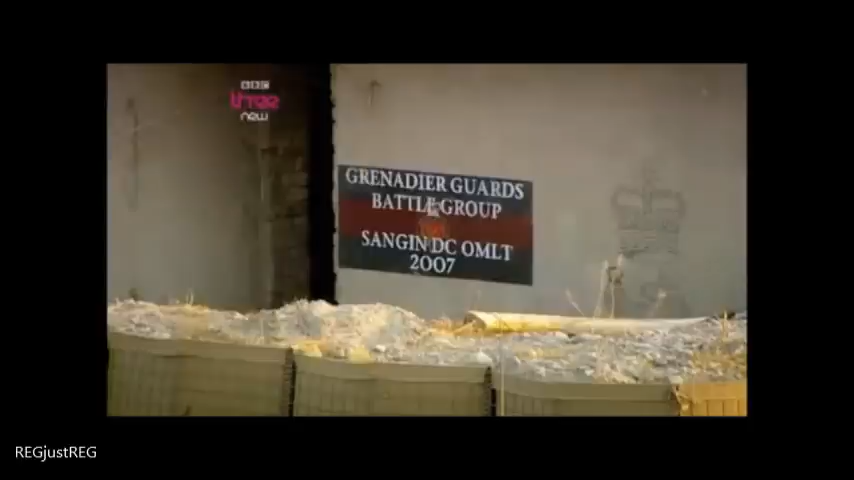 BBC
three
new
GRENADIER GUARDS
BATTLE GROUP
SANGIN DC OMLT
2007
REGjustREG